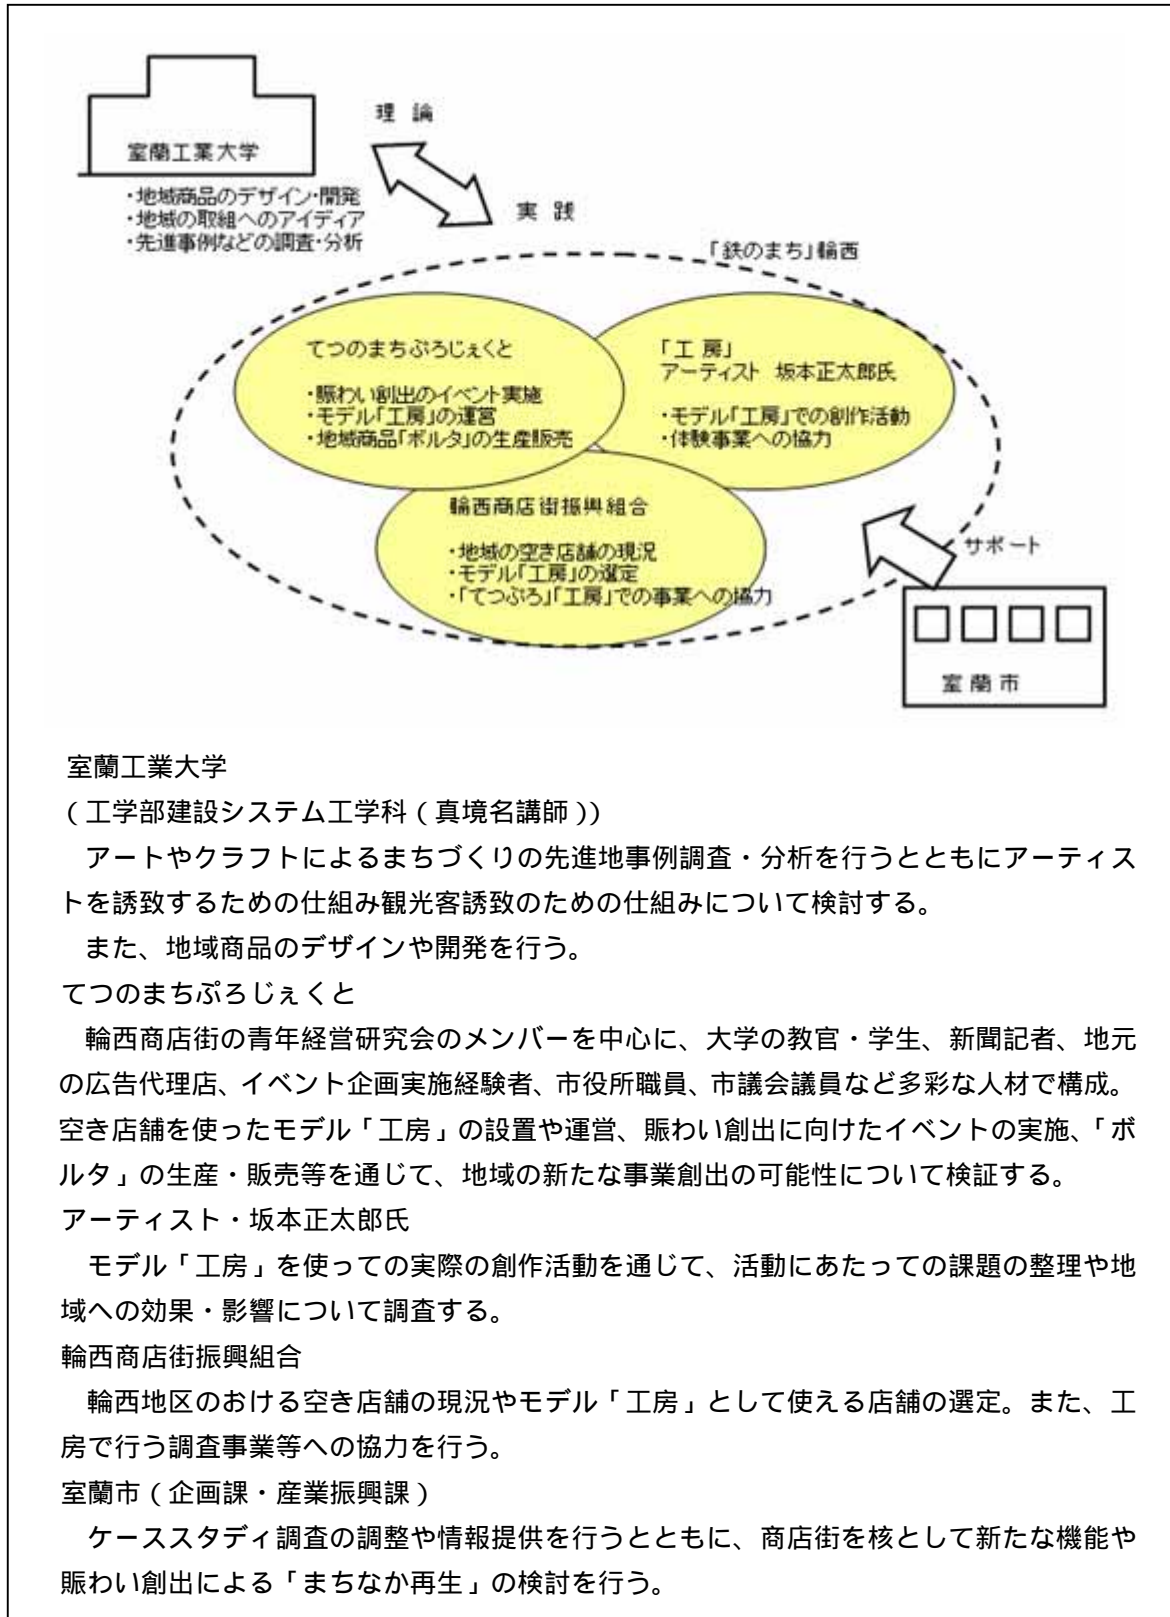 理論
室蘭工業大学
・地域商品のデザイン・開発
・地域の取組へのアイディア
・先進事例などの調査・分析
実践
「鉄のまち」輪西
てつのまちぷろじぇくと
・賑わい創出のイベント実施
・モデル「工房」の運営
・地域商品「ボルタ」の生産販売
「工房」
アーティスト 坂本正太郎氏
・モデル「工房」での創作活動
・体験事業への協力
輪西商店街振興組合
・地域の空き店舗の現況
・モデル「工房」の選定
・「てつぷろ」「工房」での事業への協力
サポート
室蘭市
室蘭工業大学
(工学部建設システム工学科(真境名講師))
アートやクラフトによるまちづくりの先進地事例調査・分析を行うとともにアーティス
トを誘致するための仕組み観光客誘致のための仕組みについて検討する。
また、地域商品のデザインや開発を行う。
てつのまちぷろじぇくと
輪西商店街の青年経営研究会のメンバーを中心に、大学の教官・学生、新聞記者、地元
の広告代理店、イベント企画実施経験者、市役所職員、市議会議員など多彩な人材で構成。
空き店舗を使ったモデル「工房」の設置や運営、賑わい創出に向けたイベントの実施、「ボ
ルタ」の生産・販売等を通じて、地域の新たな事業創出の可能性について検証する。
アーティスト・坂本正太郎氏
モデル「工房」を使っての実際の創作活動を通じて、活動にあたっての課題の整理や地
域への効果・影響について調査する。
輪西商店街振興組合
輪西地区のおける空き店舗の現況やモデル「工房」として使える店舗の選定。また、工
房で行う調査事業等への協力を行う。
室蘭市(企画課・産業振興課)
ケーススタディ調査の調整や情報提供を行うとともに、商店街を核として新たな機能や
賑わい創出による「まちなか再生」の検討を行う。